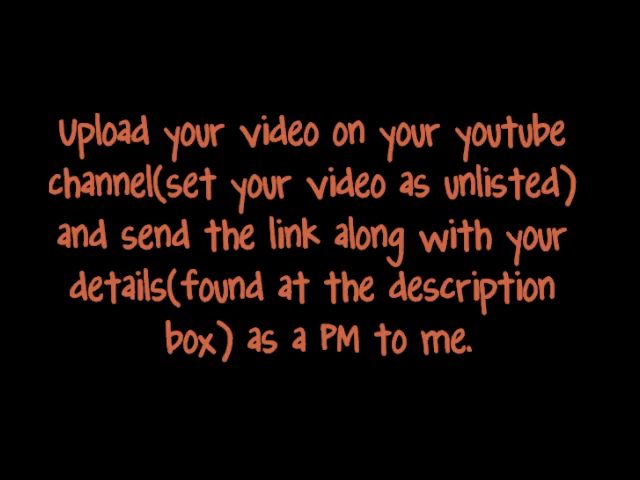 Upload your video on your youtube
channel(set your video as unlisted)
and send the link along with your
details(found at the description
box) as a PM to me.